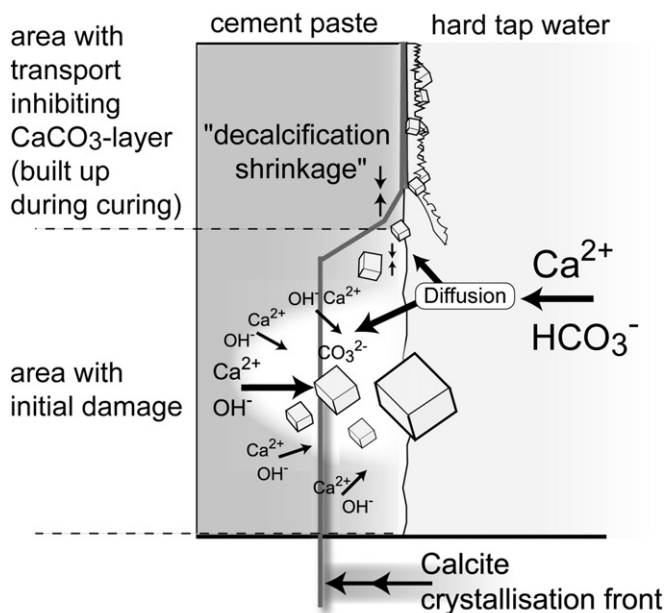 cement paste
hard tap water
area with
transport
inhibiting
CaCO₃-layer
(built up
during curing)
"decalcification
shrinkage"
Ca²⁺
HCO₃⁻
Diffusion
OH⁻ Ca²⁺
Ca²⁺
OH⁻
CO₃²⁻
area with
initial damage
Ca²⁺
OH⁻
Ca²⁺
OH⁻
Ca²⁺
OH⁻
Calcite
crystallisation front